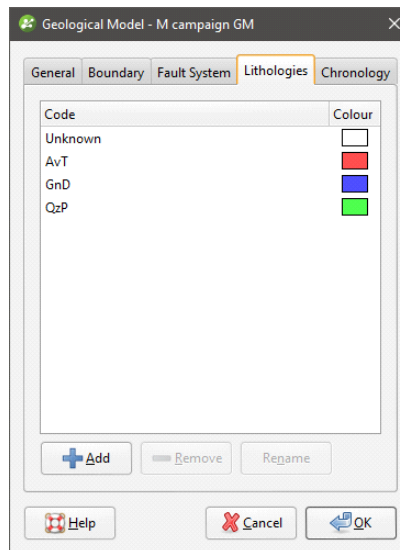 Geological Model - M campaign GM
General Boundary Fault System Lithologies Chronology
Code Colour
Unknown
AvT
GnD
QzP
Add Remove Rename
Help Cancel OK